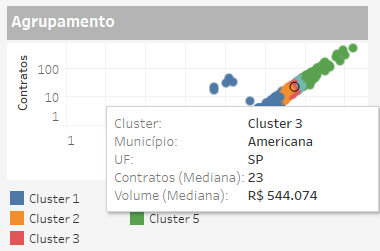 Agrupamento
Contratos
100
10
1
1
Cluster: Cluster 3
Município: Americana
UF: SP
Contratos (Mediana): 23
Volume (Mediana): R$ 544.074
Cluster 1
Cluster 2
Cluster 5
Cluster 3